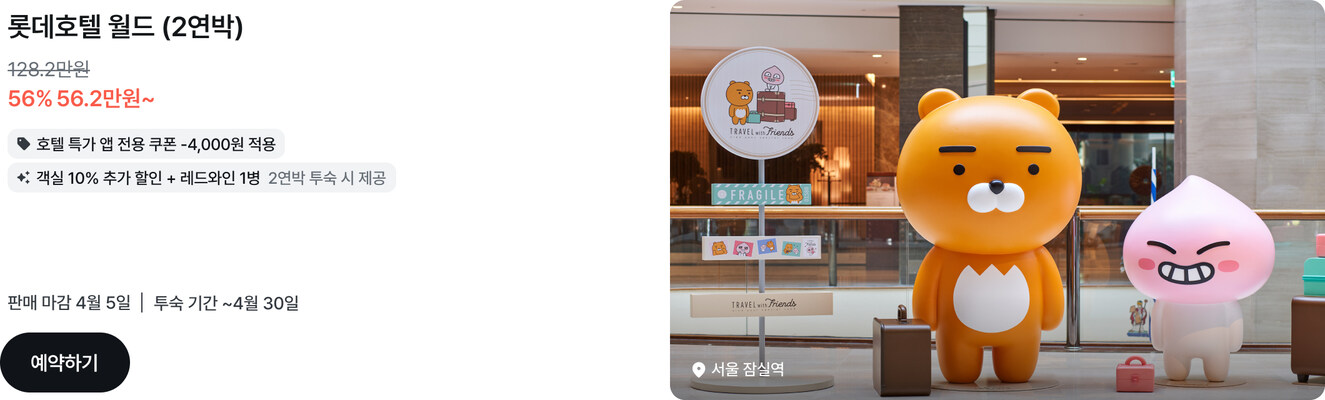 롯데호텔 월드 (2연박)
128.2만원
56% 56.2만원~
호텔 특가 앱 전용 쿠폰 -4,000원 적용
객실 10% 추가 할인 + 레드와인 1병 2연박 투숙 시 제공
판매 마감 4월 5일 | 투숙 기간 ~4월 30일
예약하기
TRAVEL with Friends
FRAGILE
TRAVEL with Friends
서울 잠실역